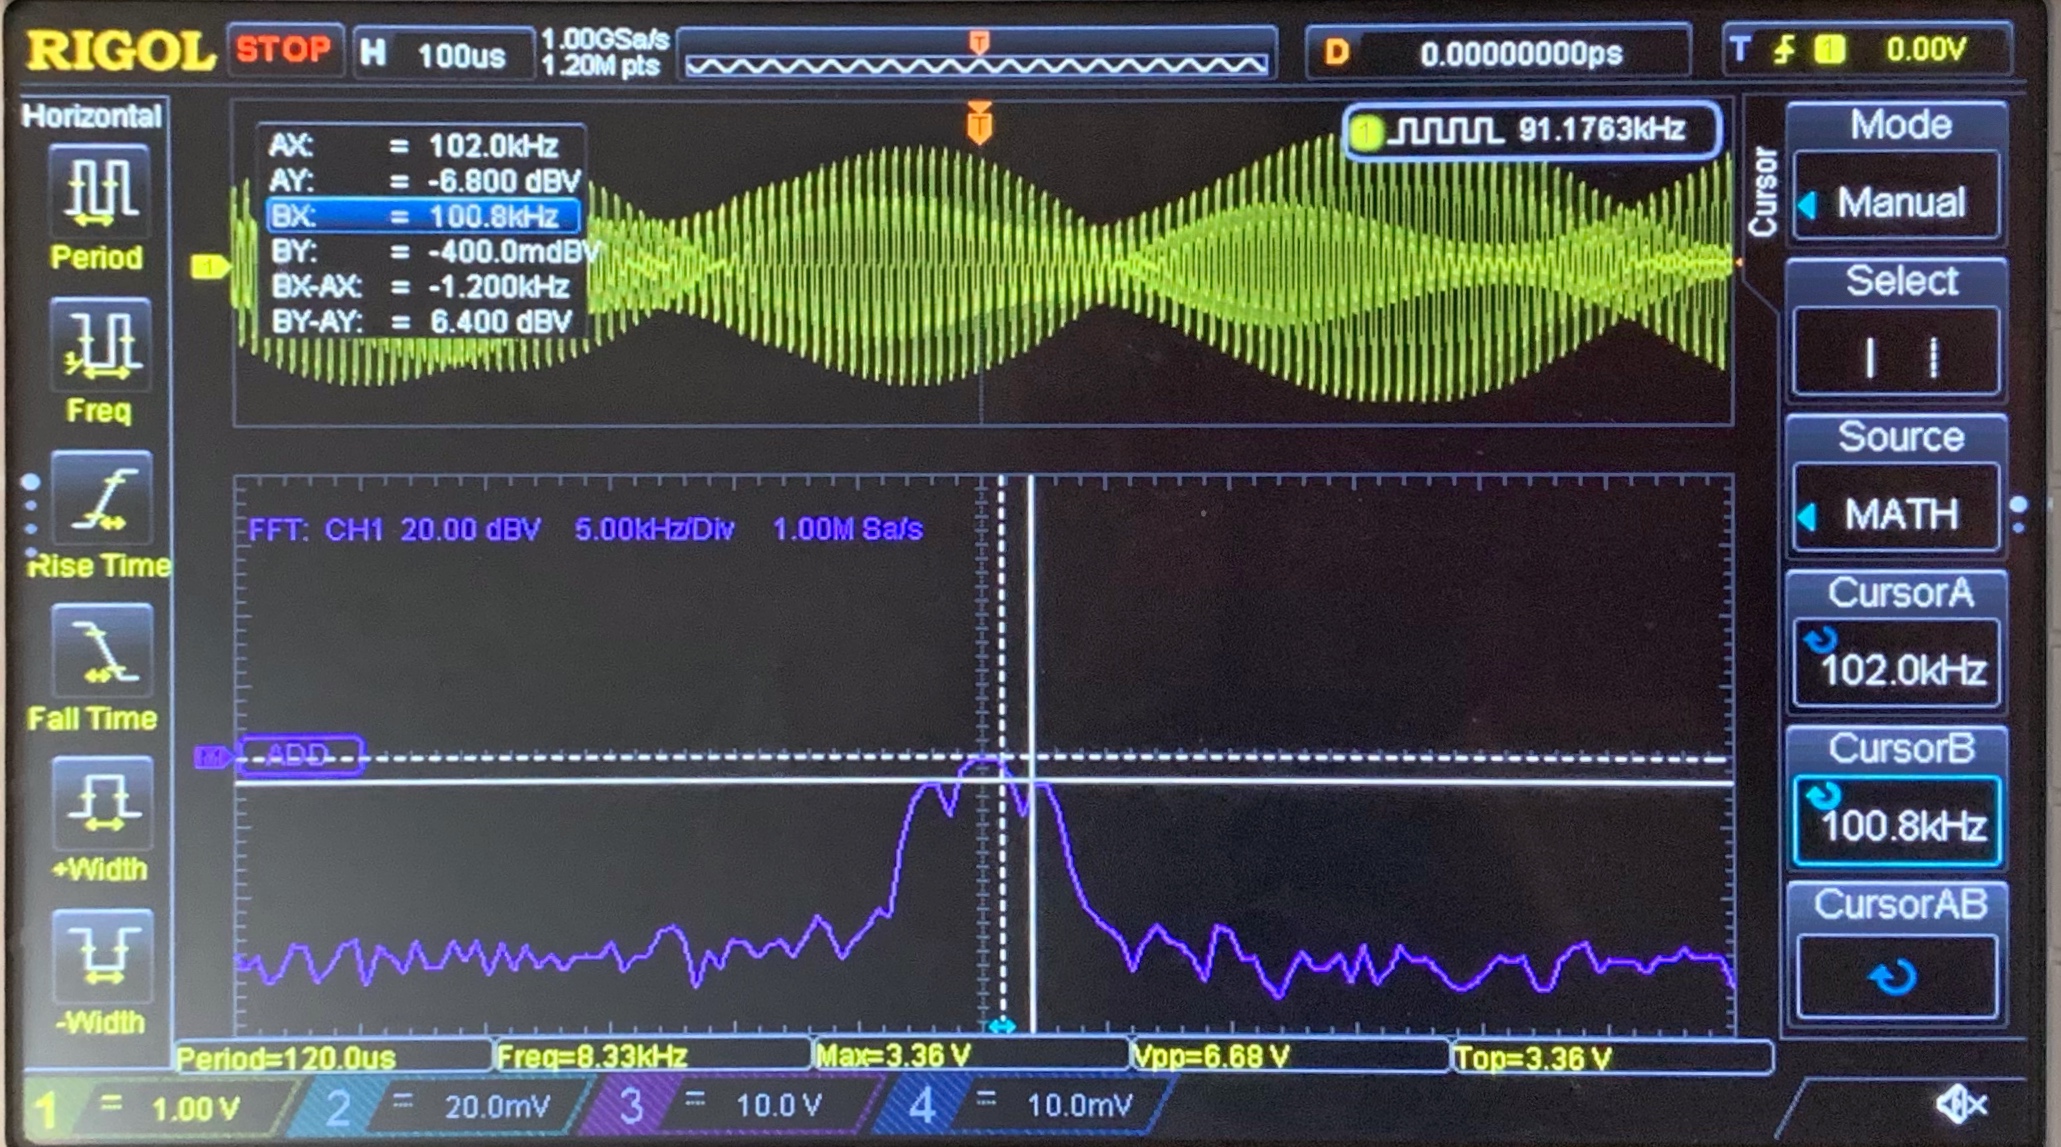 RIGOL STOP H 100us 1.00GSa/s 1.20M pts T D 0.00000000ps T 1 0.00V
Horizontal
Period
Freq
Rise Time
Fall Time
+Width
-Width
AX: = 102.0kHz
AY: = -6.800 dBV
BX: = 100.8kHz
BY: = -400.0mdBV
BX-AX: = -1.200kHz
BY-AY: = 6.400 dBV
T
1 91.1763kHz
1
FFT: CH1 20.00 dBV 5.00kHz/Div 1.00M Sa/s
M ADD
Cursor
Mode
Manual
Select
Source
MATH
CursorA
102.0kHz
CursorB
100.8kHz
CursorAB
Period=120.0us Freq=8.33kHz Max=3.36 V Vpp=6.68 V Top=3.36 V
1 = 1.00 V 2 = 20.0mV 3 = 10.0 V 4 = 10.0mV